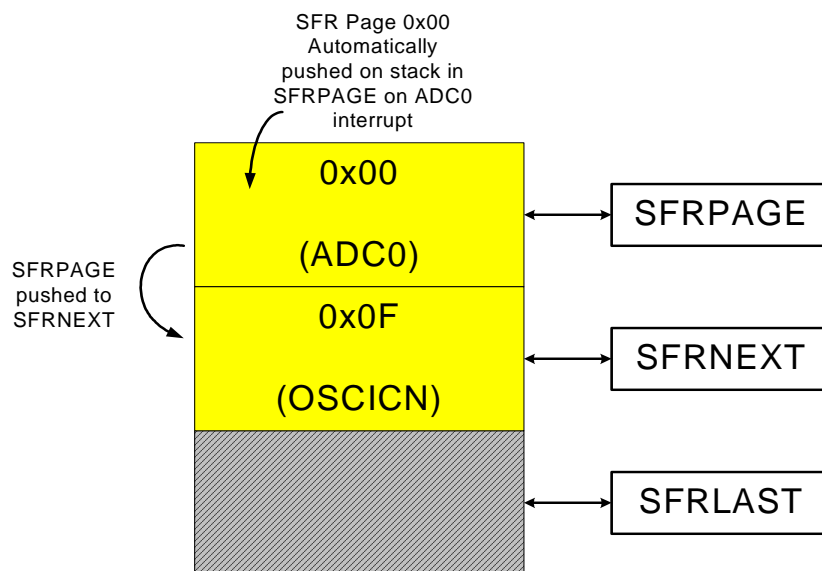 SFR Page 0x00
Automatically
pushed on stack in
SFRPAGE on ADC0
interrupt
0x00
(ADC0)
SFRPAGE
SFRPAGE
pushed to
SFRNEXT
0x0F
(OSCICN)
SFRNEXT
SFRLAST